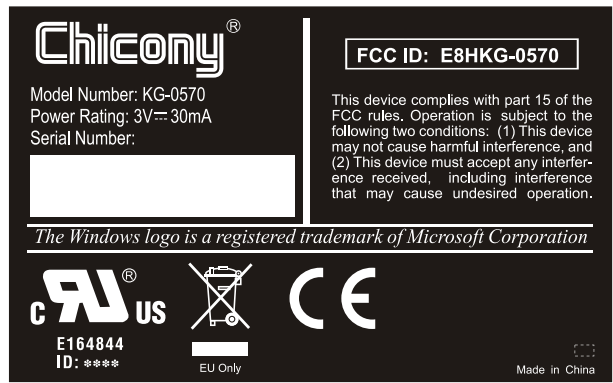 Chicony®
Model Number: KG-0570
Power Rating: 3V⎓30mA
Serial Number:
FCC ID: E8HKG-0570
This device complies with part 15 of the
FCC rules. Operation is subject to the
following two conditions: (1) This device
may not cause harmful interference, and
(2) This device must accept any interfer-
ence received, including interference
that may cause undesired operation.
The Windows logo is a registered trademark of Microsoft Corporation
c RU® US
E164844
ID: ****
EU Only
CE
Made in China